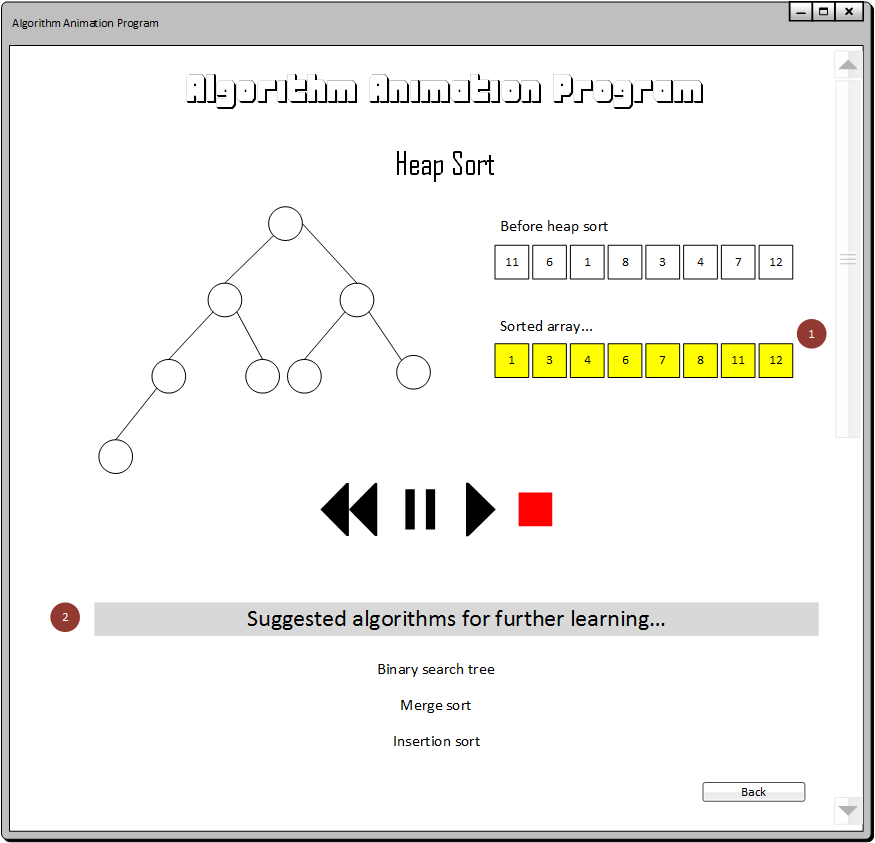 Algorithm Animation Program
Algorithm Animation Program
Heap Sort
Before heap sort
11 6 1 8 3 4 7 12
Sorted array...
1
1 3 4 6 7 8 11 12
2
Suggested algorithms for further learning...
Binary search tree
Merge sort
Insertion sort
Back